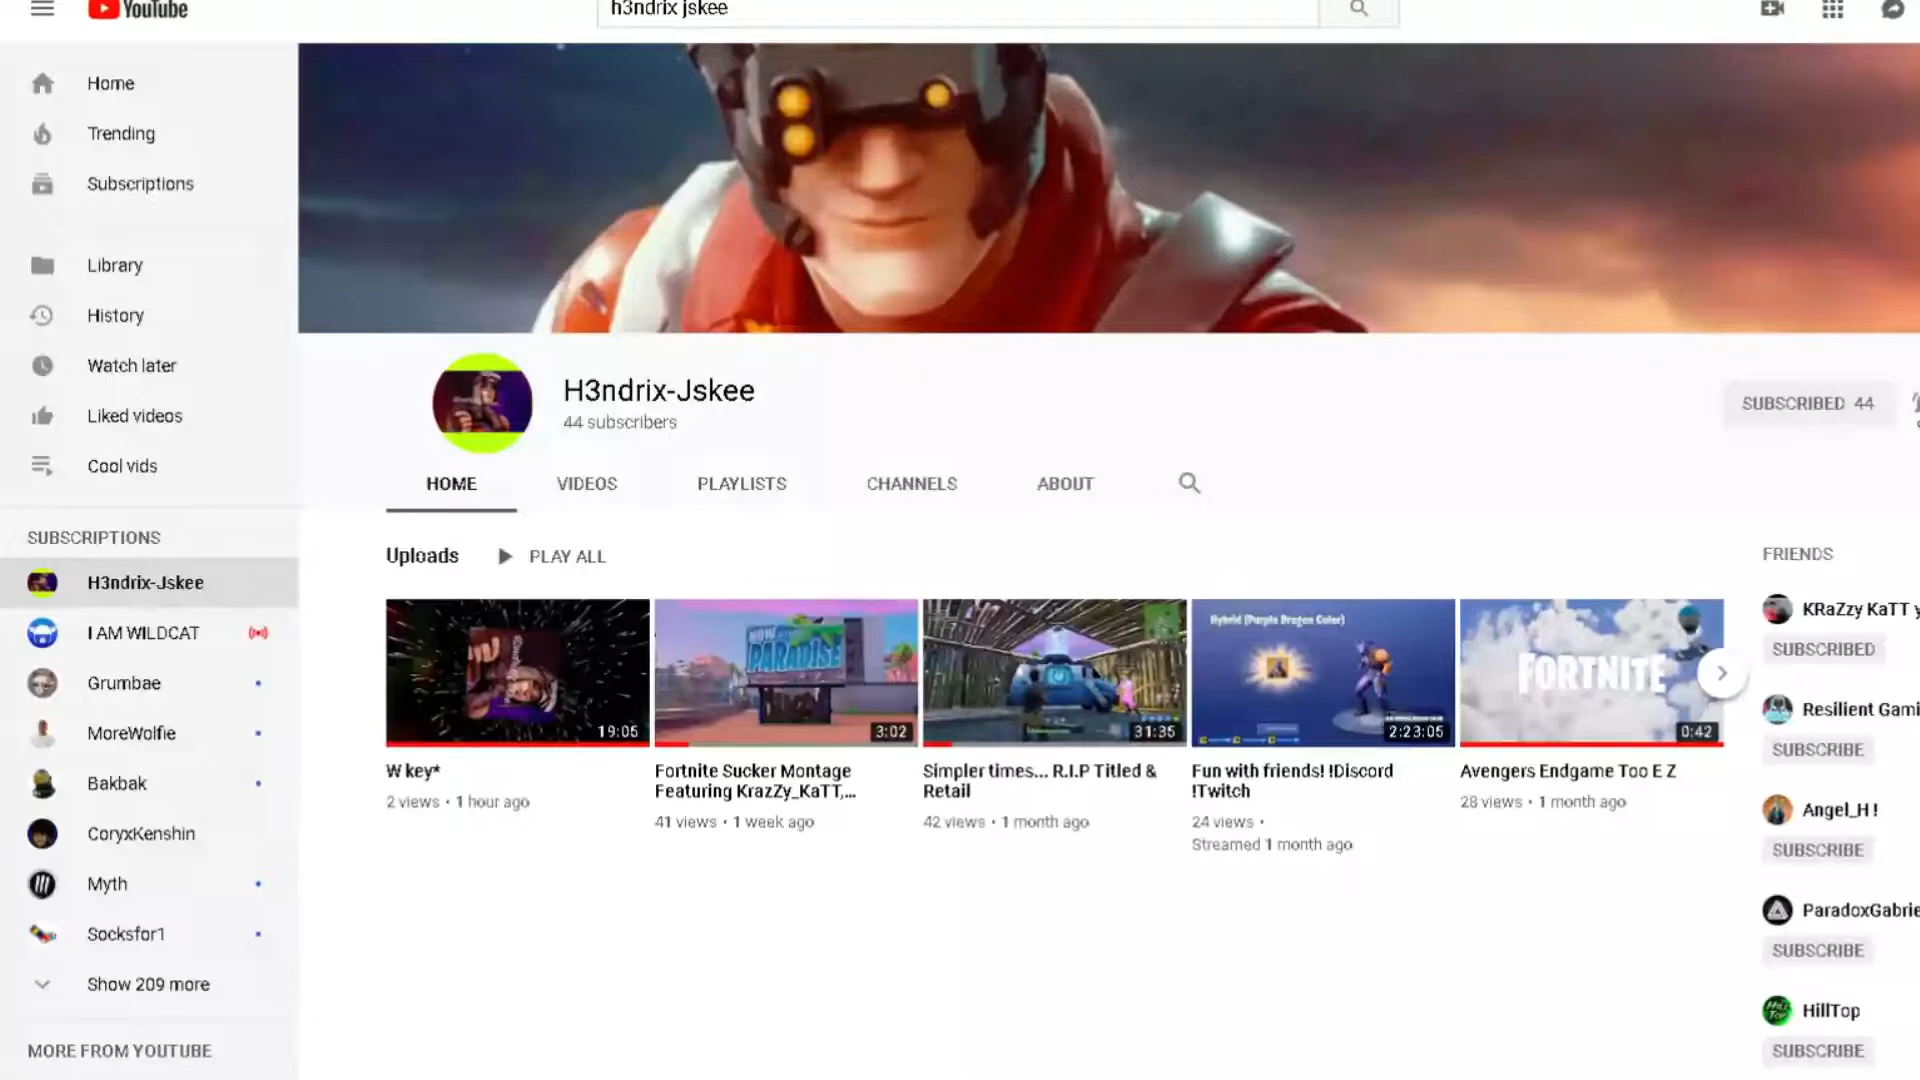 YouTube
h3ndrix jskee
Home
Trending
Subscriptions
Library
History
Watch later
Liked videos
Cool vids
SUBSCRIPTIONS
H3ndrix-Jskee
I AM WILDCAT
Grumbae
MoreWolfie
Bakbak
CoryxKenshin
Myth
Socksfor1
Show 209 more
MORE FROM YOUTUBE
H3ndrix-Jskee
44 subscribers
SUBSCRIBED 44
HOME
VIDEOS
PLAYLISTS
CHANNELS
ABOUT
Uploads
PLAY ALL
19:05
W key*
2 views • 1 hour ago
PARADISE
3:02
Fortnite Sucker Montage
Featuring KrazZy_KaTT,...
41 views • 1 week ago
31:35
Simpler times... R.I.P Titled &
Retail
42 views • 1 month ago
Hybrid (Purple Dragon Color)
2:23:05
Fun with friends! !Discord
!Twitch
24 views •
Streamed 1 month ago
FORTNITE
0:42
Avengers Endgame Too E Z
28 views • 1 month ago
FRIENDS
KRaZzy KaTT y
SUBSCRIBED
Resilient Gami
SUBSCRIBE
Angel_H !
SUBSCRIBE
ParadoxGabrie
SUBSCRIBE
HillTop
SUBSCRIBE